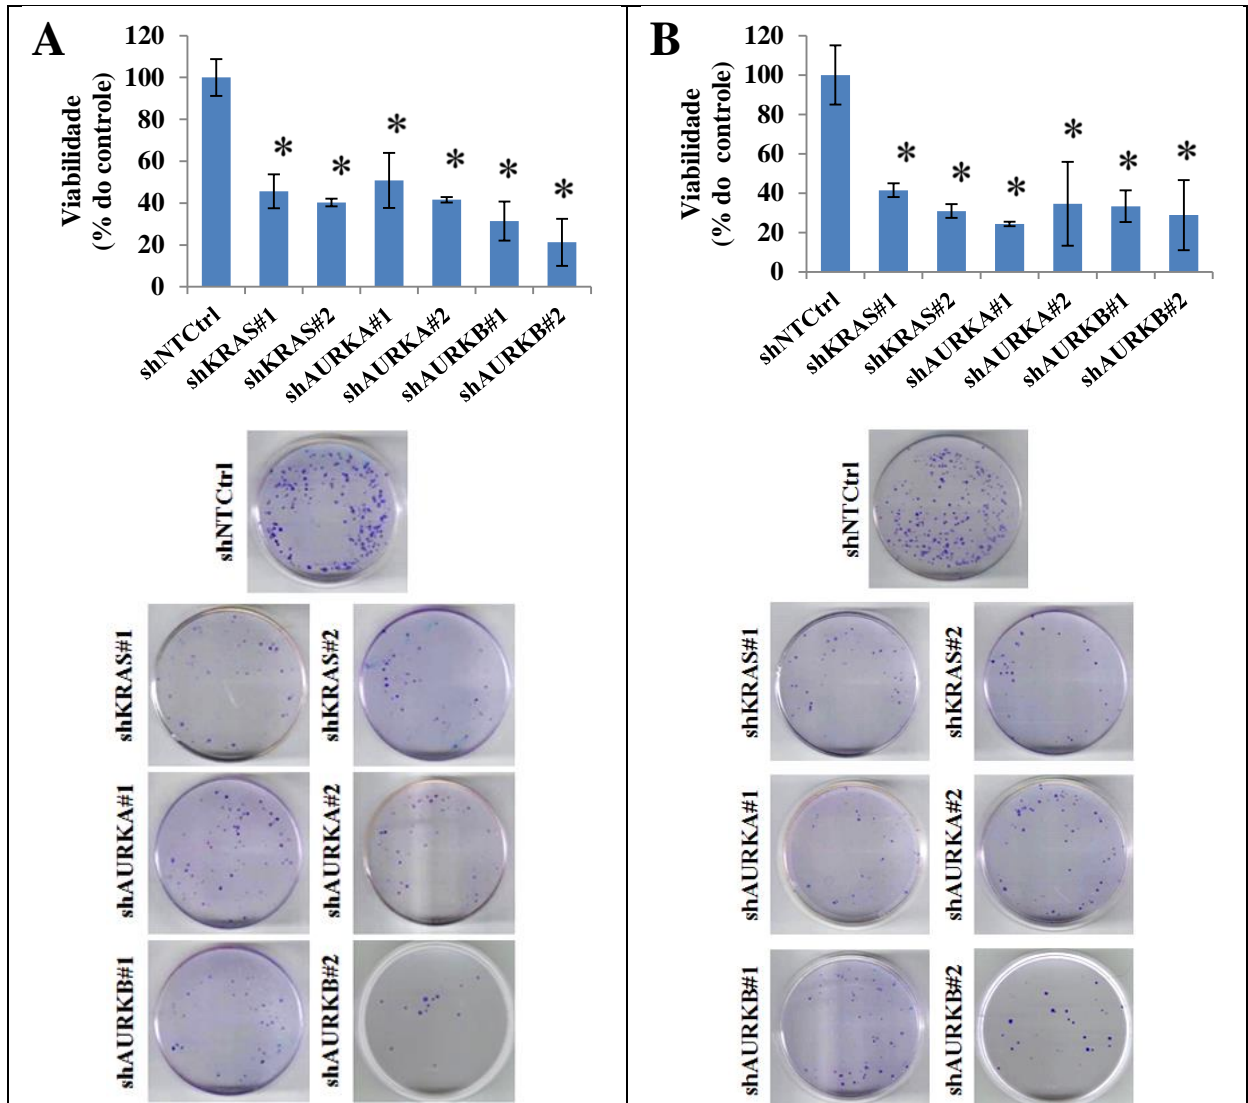 A
Viabilidade
(% do controle)
120
100
80
60
40
20
0
* * * * * *
shNTCtrl
shKRAS#1
shKRAS#2
shAURKA#1
shAURKA#2
shAURKB#1
shAURKB#2
shNTCtrl
shKRAS#1
shKRAS#2
shAURKA#1
shAURKA#2
shAURKB#1
shAURKB#2
B
Viabilidade
(% do controle)
120
100
80
60
40
20
0
* * * * * *
shNTCtrl
shKRAS#1
shKRAS#2
shAURKA#1
shAURKA#2
shAURKB#1
shAURKB#2
shNTCtrl
shKRAS#1
shKRAS#2
shAURKA#1
shAURKA#2
shAURKB#1
shAURKB#2